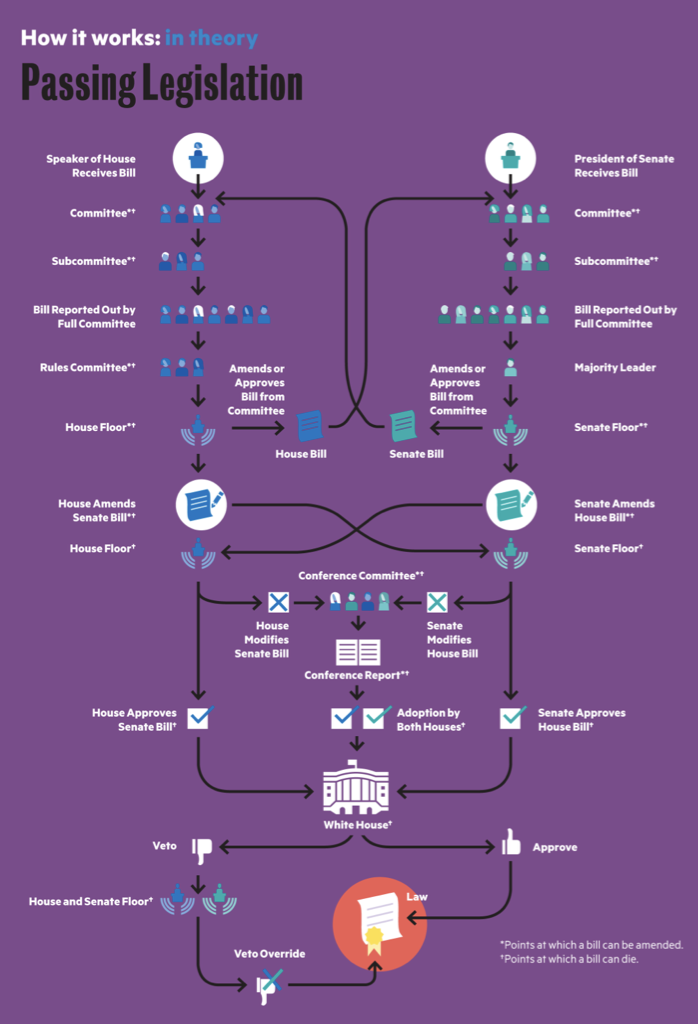 How it works: in theory
Passing Legislation
Speaker of House
Receives Bill
President of Senate
Receives Bill
Committee*†
Committee*†
Subcommittee*†
Subcommittee*†
Bill Reported Out by
Full Committee
Bill Reported Out by
Full Committee
Rules Committee*†
Majority Leader
Amends or
Approves
Bill from
Committee
Amends or
Approves
Bill from
Committee
House Floor*†
Senate Floor*†
House Bill
Senate Bill
House Amends
Senate Bill*†
Senate Amends
House Bill*†
House Floor†
Senate Floor†
Conference Committee*†
House
Modifies
Senate Bill
Senate
Modifies
House Bill
Conference Report*†
House Approves
Senate Bill†
Adoption by
Both Houses†
Senate Approves
House Bill†
White House†
Veto
Approve
House and Senate Floor†
Law
Veto Override
*Points at which a bill can be amended.
†Points at which a bill can die.